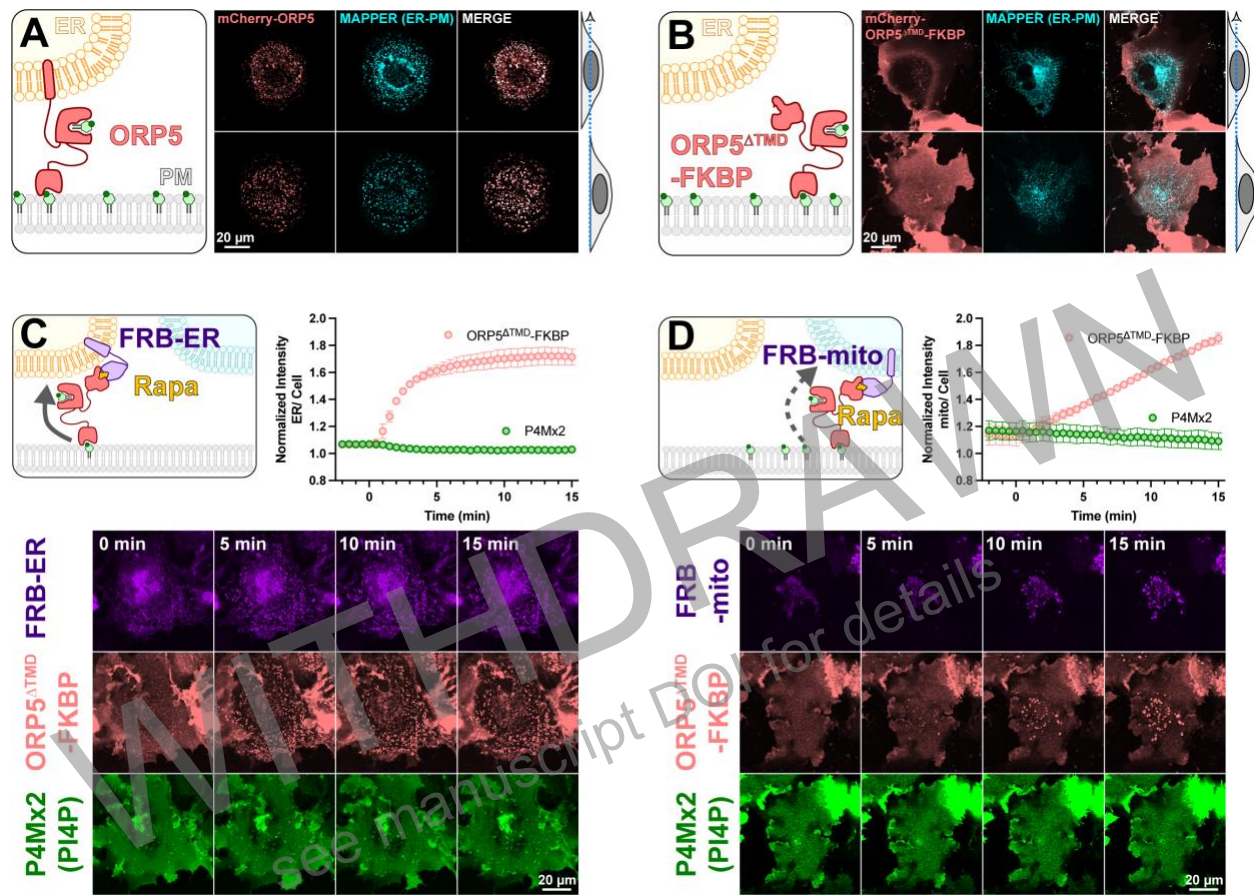 A
ER
ORP5
PM
mCherry-ORP5
MAPPER (ER-PM)
MERGE
20 µm
B
ER
ORP5ΔTMD
-FKBP
mCherry-
ORP5ΔTMD-FKBP
MAPPER (ER-PM)
MERGE
20 µm
C
FRB-ER
Rapa
Normalized Intensity
ER/ Cell
2.0
1.8
1.6
1.4
1.2
1.0
0.8
ORP5ΔTMD-FKBP
P4Mx2
0 5 10 15
Time (min)
FRB-ER
ORP5ΔTMD
-FKBP
P4Mx2
(PI4P)
0 min 5 min 10 min 15 min
20 µm
D
FRB-mito
Rapa
Normalized Intensity
mito/ Cell
2.0
1.8
1.6
1.4
1.2
1.0
0.8
ORP5ΔTMD-FKBP
P4Mx2
0 5 10 15
Time (min)
FRB
-mito
ORP5ΔTMD
-FKBP
P4Mx2
(PI4P)
0 min 5 min 10 min 15 min
20 µm
WITHDRAWN
see manuscript DOI for details